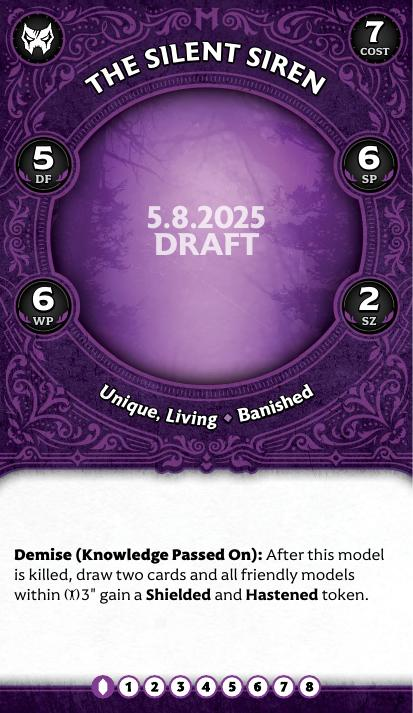 THE SILENT SIREN
7
COST
5
DF
6
SP
5.8.2025
DRAFT
6
WP
2
SZ
Unique, Living ◆ Banished
Demise (Knowledge Passed On): After this model
is killed, draw two cards and all friendly models
within 3" gain a Shielded and Hastened token.
1 2 3 4 5 6 7 8